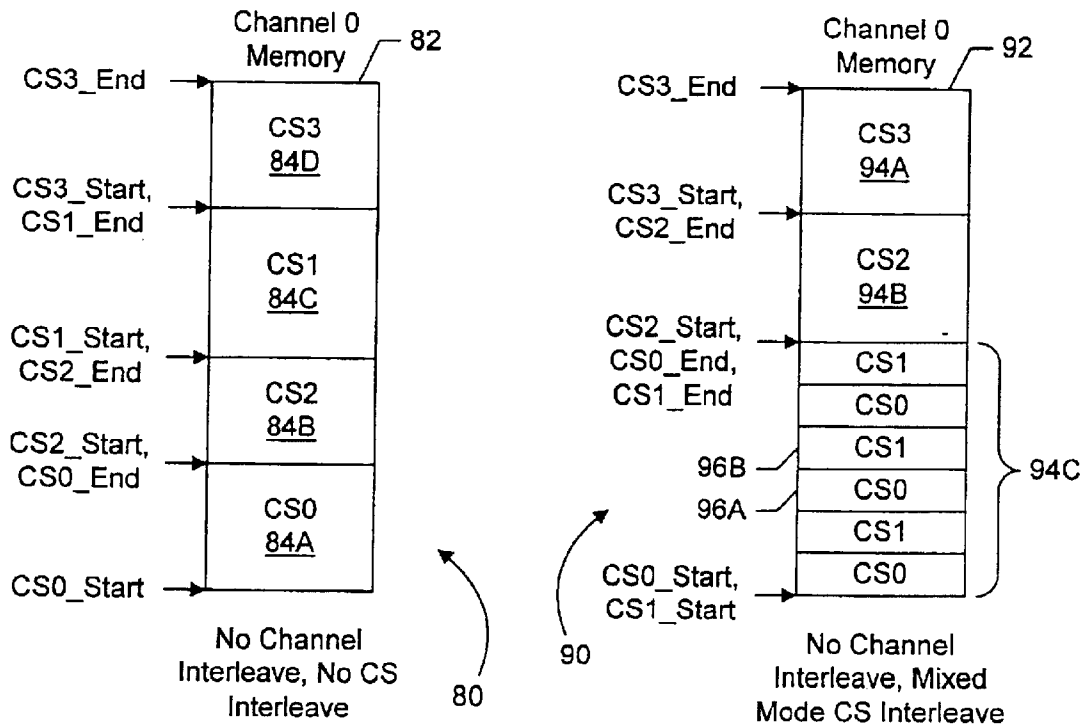 Channel 0
Memory
82
CS3_End
CS3
84D
CS3_Start,
CS1_End
CS1
84C
CS1_Start,
CS2_End
CS2
84B
CS2_Start,
CS0_End
CS0
84A
CS0_Start
No Channel
Interleave, No CS
Interleave
80
Channel 0
Memory
92
CS3_End
CS3
94A
CS3_Start,
CS2_End
CS2
94B
CS2_Start,
CS0_End,
CS1_End
CS1
CS0
CS1
96B
CS0
96A
CS1
CS0
94C
CS0_Start,
CS1_Start
90
No Channel
Interleave, Mixed
Mode CS Interleave